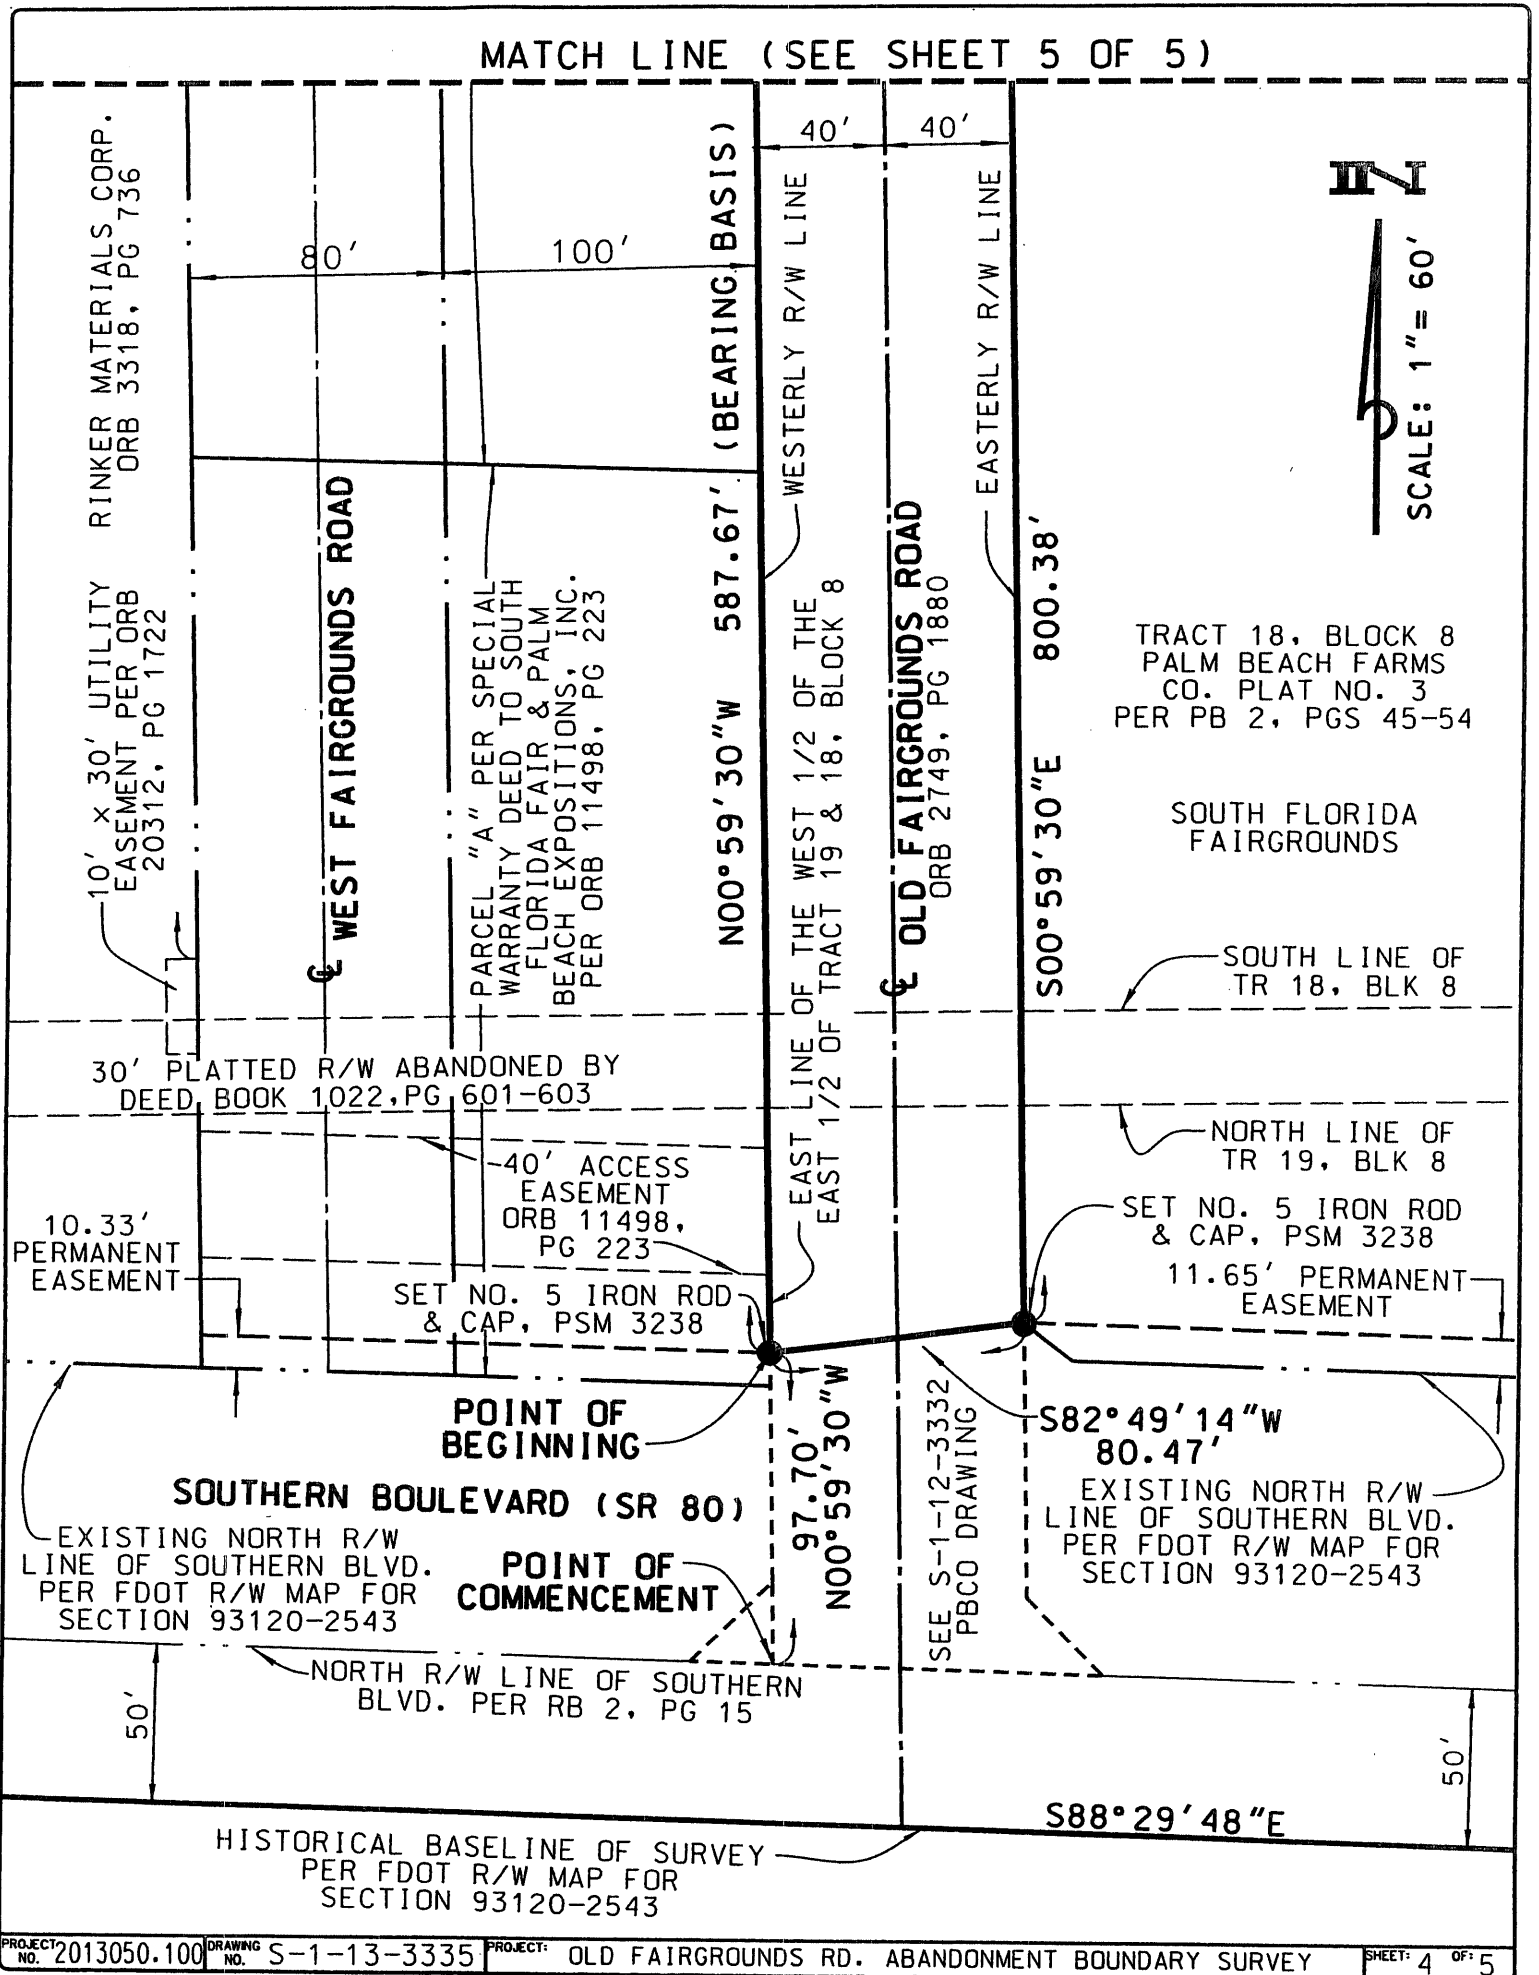 MATCH LINE (SEE SHEET 5 OF 5)
40'
40'
80'
100'
RINKER MATERIALS CORP.
ORB 3318, PG 736
10' x 30' UTILITY
EASEMENT PER ORB
20312, PG 1722
℄ WEST FAIRGROUNDS ROAD
PARCEL "A" PER SPECIAL
WARRANTY DEED TO SOUTH
FLORIDA FAIR & PALM
BEACH EXPOSITIONS, INC.
PER ORB 11498, PG 223
N00°59'30"W 587.67' (BEARING BASIS)
WESTERLY R/W LINE
EAST LINE OF THE WEST 1/2 OF THE
EAST 1/2 OF TRACT 19 & 18, BLOCK 8
℄ OLD FAIRGROUNDS ROAD
ORB 2749, PG 1880
EASTERLY R/W LINE
S00°59'30"E 800.38'
N
SCALE: 1"= 60'
TRACT 18, BLOCK 8
PALM BEACH FARMS
CO. PLAT NO. 3
PER PB 2, PGS 45-54
SOUTH FLORIDA
FAIRGROUNDS
SOUTH LINE OF
TR 18, BLK 8
30' PLATTED R/W ABANDONED BY
DEED BOOK 1022,PG 601-603
NORTH LINE OF
TR 19, BLK 8
40' ACCESS
EASEMENT
ORB 11498,
PG 223
10.33'
PERMANENT
EASEMENT
SET NO. 5 IRON ROD
& CAP, PSM 3238
SET NO. 5 IRON ROD
& CAP, PSM 3238
11.65' PERMANENT
EASEMENT
POINT OF
BEGINNING
97.70'
N00°59'30"W
SEE S-1-12-3332
PBCO DRAWING
S82°49'14"W
80.47'
SOUTHERN BOULEVARD (SR 80)
EXISTING NORTH R/W
LINE OF SOUTHERN BLVD.
PER FDOT R/W MAP FOR
SECTION 93120-2543
POINT OF
COMMENCEMENT
EXISTING NORTH R/W
LINE OF SOUTHERN BLVD.
PER FDOT R/W MAP FOR
SECTION 93120-2543
NORTH R/W LINE OF SOUTHERN
BLVD. PER RB 2, PG 15
50'
50'
S88°29'48"E
HISTORICAL BASELINE OF SURVEY
PER FDOT R/W MAP FOR
SECTION 93120-2543
PROJECT NO. 2013050.100 DRAWING NO. S-1-13-3335 PROJECT: OLD FAIRGROUNDS RD. ABANDONMENT BOUNDARY SURVEY SHEET: 4 OF: 5